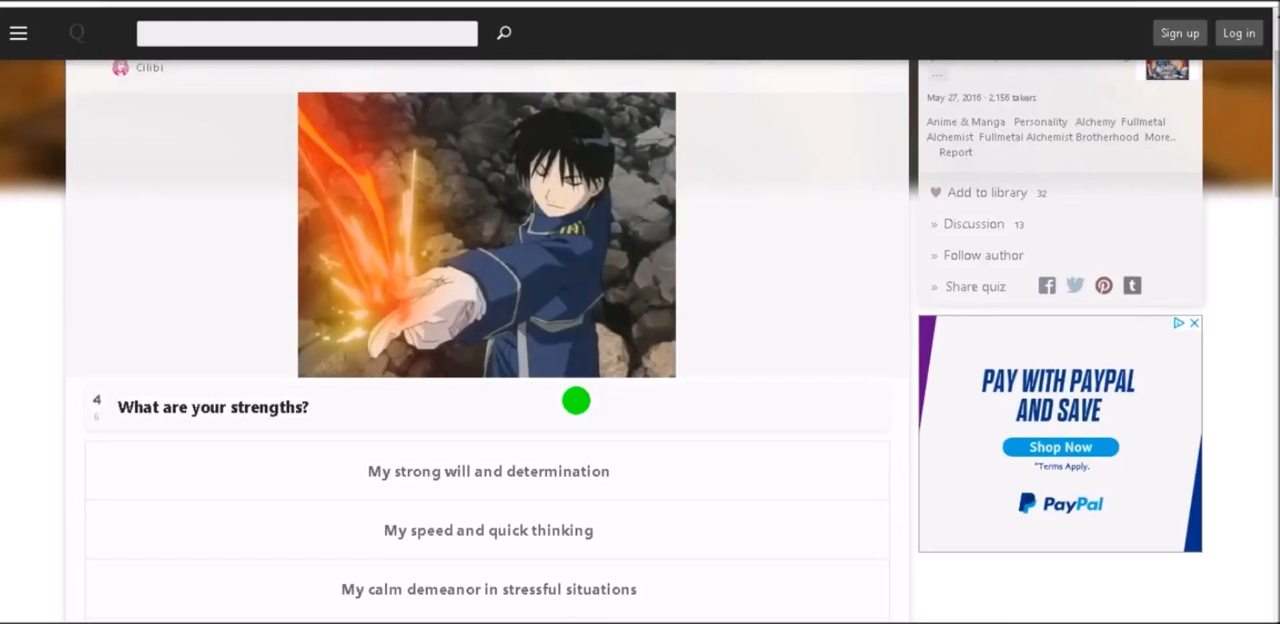 Q
Sign up
Log in
Cilibi
...
May 27, 2016 · 2,156 takers
Anime & Manga Personality Alchemy Fullmetal
Alchemist Fullmetal Alchemist Brotherhood More..
Report
Add to library 32
» Discussion 13
» Follow author
» Share quiz
4
6
What are your strengths?
My strong will and determination
My speed and quick thinking
My calm demeanor in stressful situations
PAY WITH PAYPAL
AND SAVE
Shop Now
*Terms Apply.
PayPal